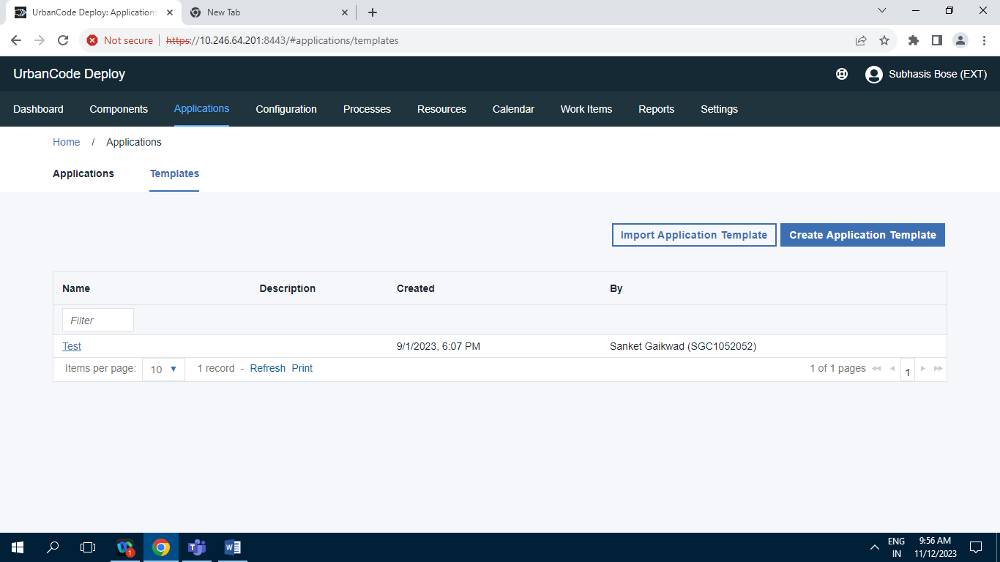 UrbanCode Deploy: Applications
New Tab
Not secure https://10.246.64.201:8443/#applications/templates
UrbanCode Deploy
Subhasis Bose (EXT)
Dashboard Components Applications Configuration Processes Resources Calendar Work Items Reports Settings
Home / Applications
Applications Templates
Import Application Template Create Application Template
Name Description Created By
Filter
Test 9/1/2023, 6:07 PM Sanket Gaikwad (SGC1052052)
Items per page: 10 1 record - Refresh Print 1 of 1 pages 1
1
ENG 9:56 AM
IN 11/12/2023